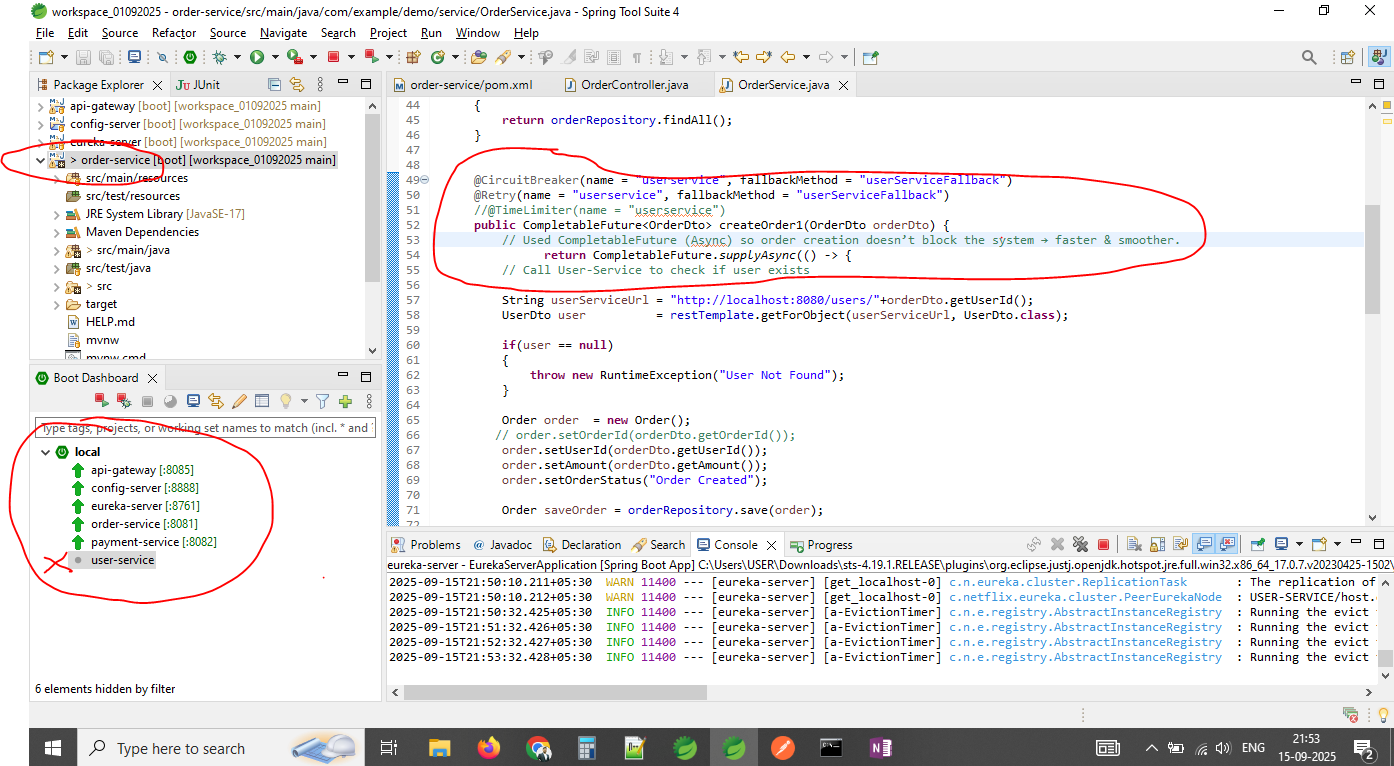 workspace_01092025 - order-service/src/main/java/com/example/demo/service/OrderService.java - Spring Tool Suite 4
File Edit Source Refactor Source Navigate Search Project Run Window Help
Package Explorer JUnit
api-gateway [boot] [workspace_01092025 main]
config-server [boot] [workspace_01092025 main]
eureka-server [boot] [workspace_01092025 main]
> order-service [boot] [workspace_01092025 main]
src/main/resources
src/test/resources
JRE System Library [JavaSE-17]
Maven Dependencies
> src/main/java
src/test/java
> src
target
HELP.md
mvnw
mvnw.cmd
Boot Dashboard
Type tags, projects, or working set names to match (incl. * and
local
api-gateway [:8085]
config-server [:8888]
eureka-server [:8761]
order-service [:8081]
payment-service [:8082]
user-service
6 elements hidden by filter
order-service/pom.xml OrderController.java OrderService.java
44 {
45 return orderRepository.findAll();
46 }
47
48
49 @CircuitBreaker(name = "userservice", fallbackMethod = "userServiceFallback")
50 @Retry(name = "userservice", fallbackMethod = "userServiceFallback")
51 //@TimeLimiter(name = "userservice")
52 public CompletableFuture<OrderDto> createOrder1(OrderDto orderDto) {
53 // Used CompletableFuture (Async) so order creation doesn’t block the system → faster & smoother.
54 return CompletableFuture.supplyAsync(() -> {
55 // Call User-Service to check if user exists
56
57 String userServiceUrl = "http://localhost:8080/users/"+orderDto.getUserId();
58 UserDto user = restTemplate.getForObject(userServiceUrl, UserDto.class);
59
60 if(user == null)
61 {
62 throw new RuntimeException("User Not Found");
63 }
64
65 Order order = new Order();
66 // order.setOrderId(orderDto.getOrderId());
67 order.setUserId(orderDto.getUserId());
68 order.setAmount(orderDto.getAmount());
69 order.setOrderStatus("Order Created");
70
71 Order saveOrder = orderRepository.save(order);
72
Problems Javadoc Declaration Search Console Progress
eureka-server - EurekaServerApplication [Spring Boot App] C:\Users\USER\Downloads\sts-4.19.1.RELEASE\plugins\org.eclipse.justj.openjdk.hotspot.jre.full.win32.x86_64_17.0.7.v20230425-1502\
2025-09-15T21:50:10.211+05:30 WARN 11400 --- [eureka-server] [get_localhost-0] c.n.eureka.cluster.ReplicationTask : The replication of
2025-09-15T21:50:10.212+05:30 WARN 11400 --- [eureka-server] [get_localhost-0] c.netflix.eureka.cluster.PeerEurekaNode : USER-SERVICE/host.
2025-09-15T21:50:32.425+05:30 INFO 11400 --- [eureka-server] [a-EvictionTimer] c.n.e.registry.AbstractInstanceRegistry : Running the evict
2025-09-15T21:51:32.426+05:30 INFO 11400 --- [eureka-server] [a-EvictionTimer] c.n.e.registry.AbstractInstanceRegistry : Running the evict
2025-09-15T21:52:32.427+05:30 INFO 11400 --- [eureka-server] [a-EvictionTimer] c.n.e.registry.AbstractInstanceRegistry : Running the evict
2025-09-15T21:53:32.428+05:30 INFO 11400 --- [eureka-server] [a-EvictionTimer] c.n.e.registry.AbstractInstanceRegistry : Running the evict
Type here to search
ENG
21:53
15-09-2025
2